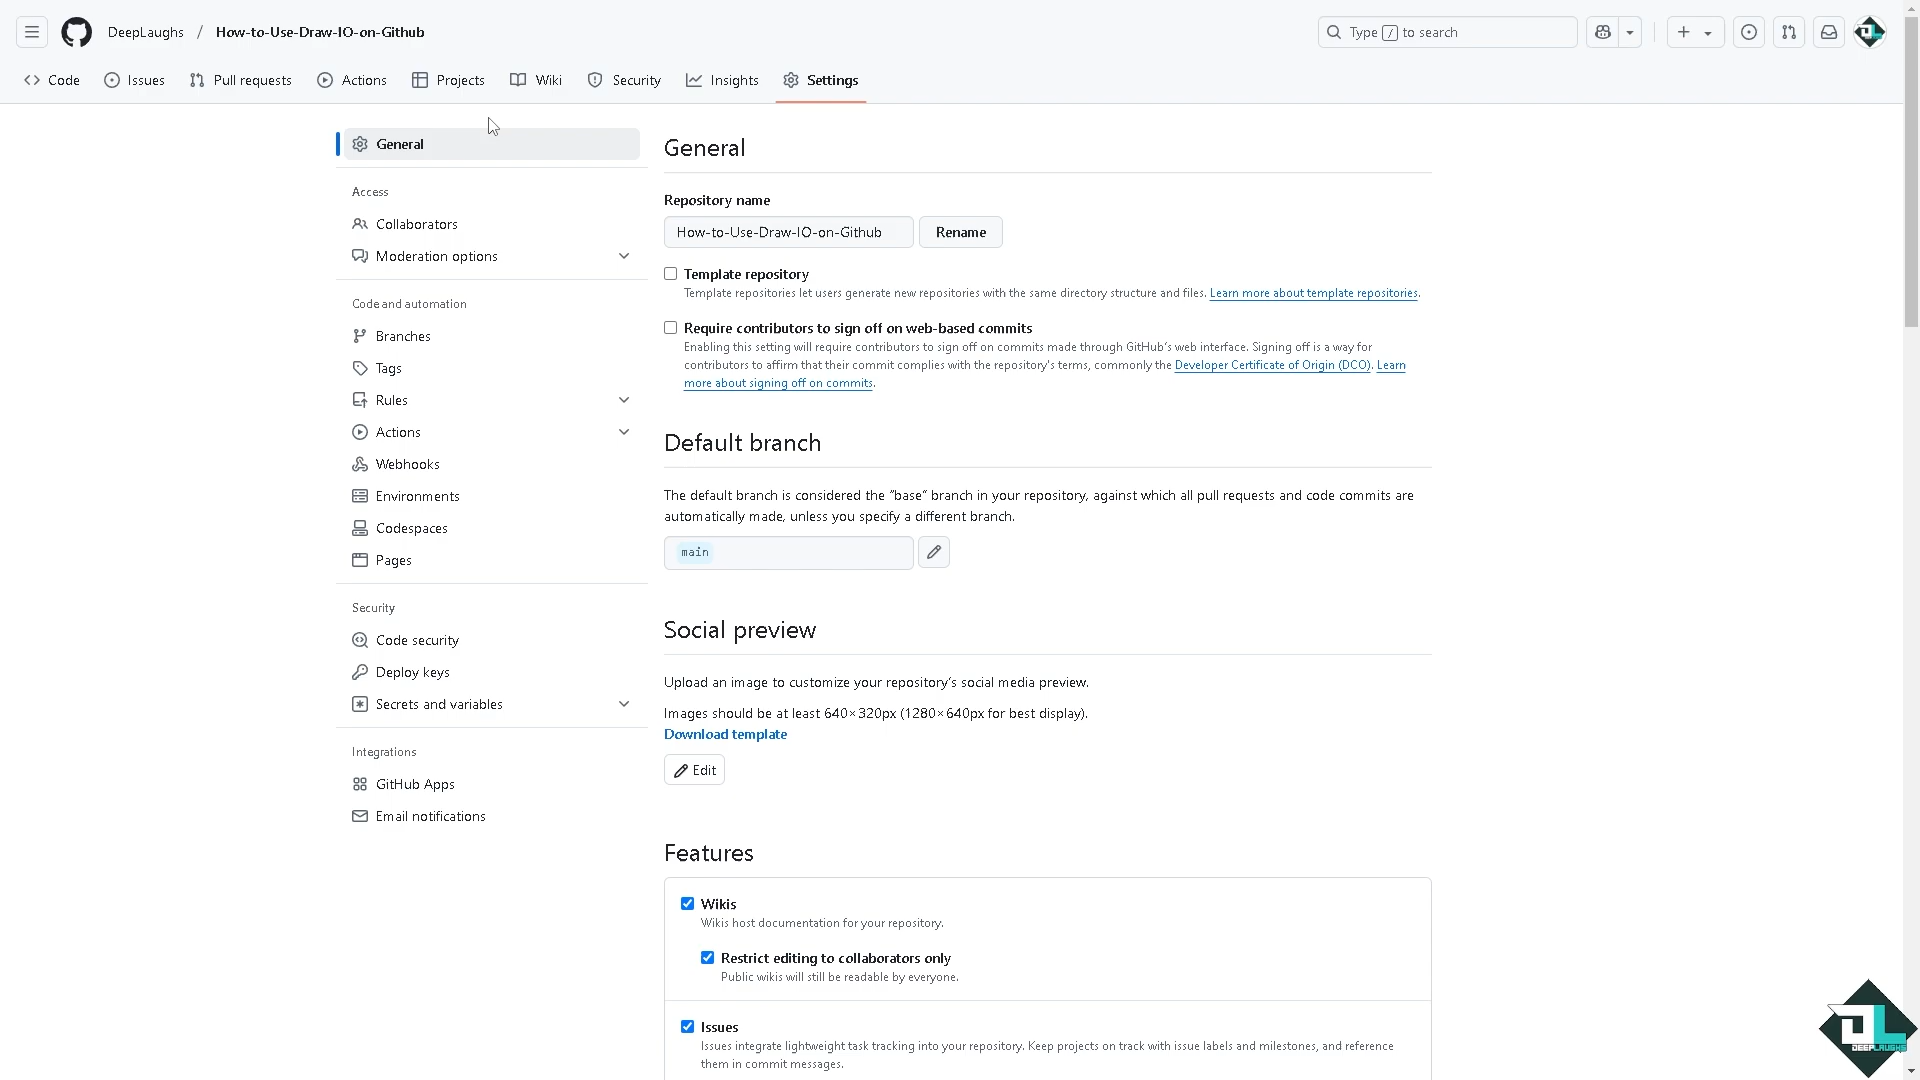 DeepLaughs / How-to-Use-Draw-IO-on-Github
Type / to search
Code Issues Pull requests Actions Projects Wiki Security Insights Settings
General
Access
Collaborators
Moderation options
Code and automation
Branches
Tags
Rules
Actions
Webhooks
Environments
Codespaces
Pages
Security
Code security
Deploy keys
Secrets and variables
Integrations
GitHub Apps
Email notifications
General
Repository name
How-to-Use-Draw-IO-on-Github Rename
Template repository
Template repositories let users generate new repositories with the same directory structure and files. Learn more about template repositories.
Require contributors to sign off on web-based commits
Enabling this setting will require contributors to sign off on commits made through GitHub's web interface. Signing off is a way for
contributors to affirm that their commit complies with the repository's terms, commonly the Developer Certificate of Origin (DCO). Learn
more about signing off on commits.
Default branch
The default branch is considered the "base" branch in your repository, against which all pull requests and code commits are
automatically made, unless you specify a different branch.
main
Social preview
Upload an image to customize your repository's social media preview.
Images should be at least 640×320px (1280×640px for best display).
Download template
Edit
Features
Wikis
Wikis host documentation for your repository.
Restrict editing to collaborators only
Public wikis will still be readable by everyone.
Issues
Issues integrate lightweight task tracking into your repository. Keep projects on track with issue labels and milestones, and reference
them in commit messages.
DL
DEEPLAUGHS